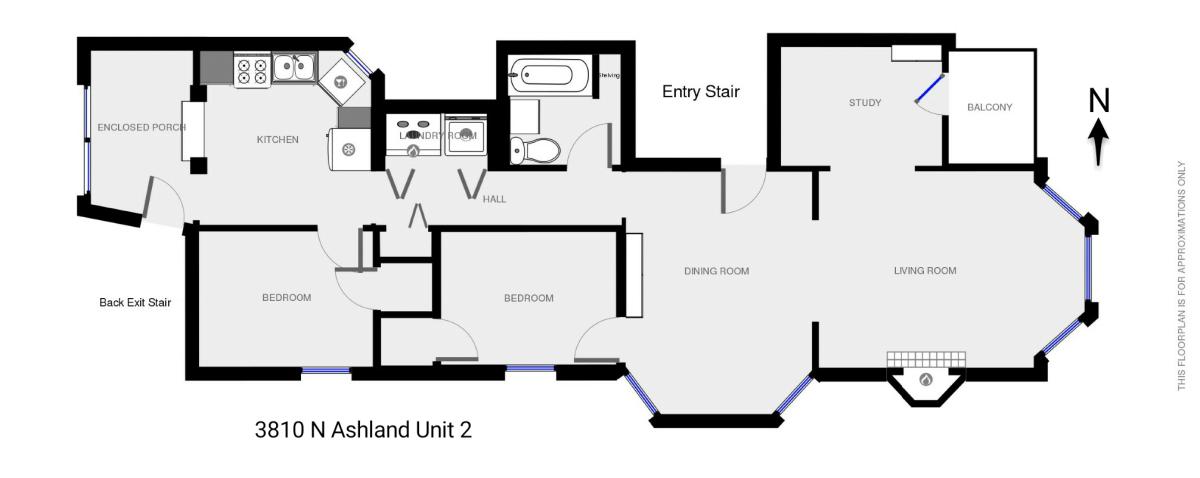 Shelving
Entry Stair
N
STUDY
BALCONY
ENCLOSED PORCH
KITCHEN
LAUNDRY ROOM
HALL
DINING ROOM
LIVING ROOM
BEDROOM
BEDROOM
Back Exit Stair
3810 N Ashland Unit 2
THIS FLOORPLAN IS FOR APPROXIMATIONS ONLY